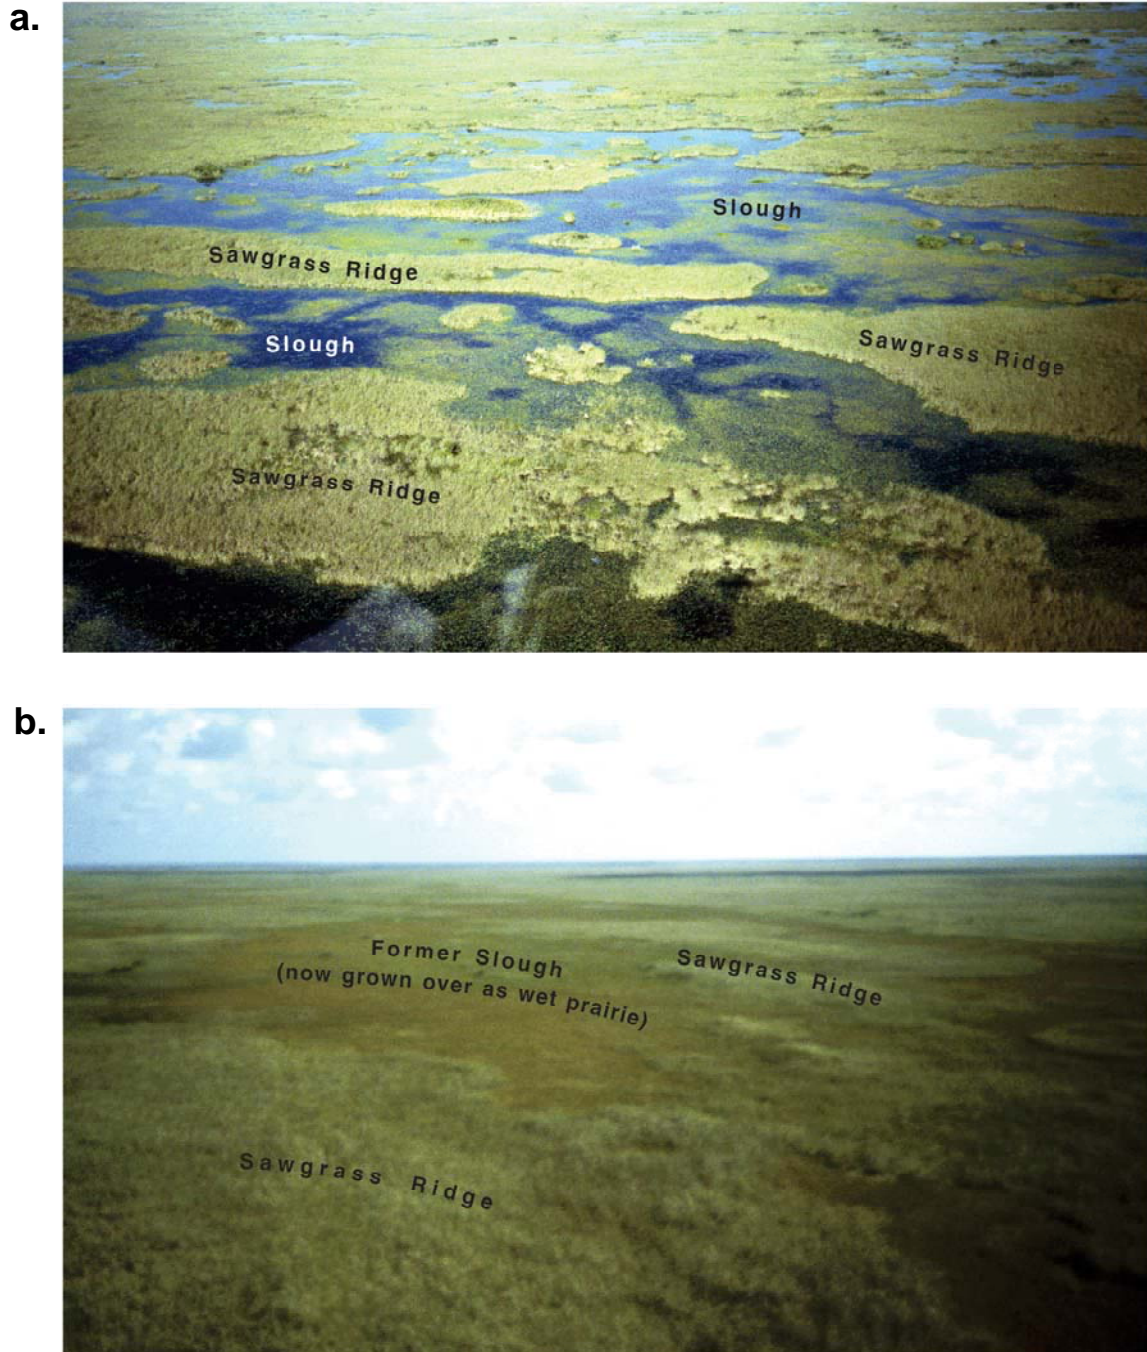 a.
Slough
Sawgrass Ridge
Slough
Sawgrass Ridge
Sawgrass Ridge
b.
Former Slough
(now grown over as wet prairie)
Sawgrass Ridge
Sawgrass Ridge